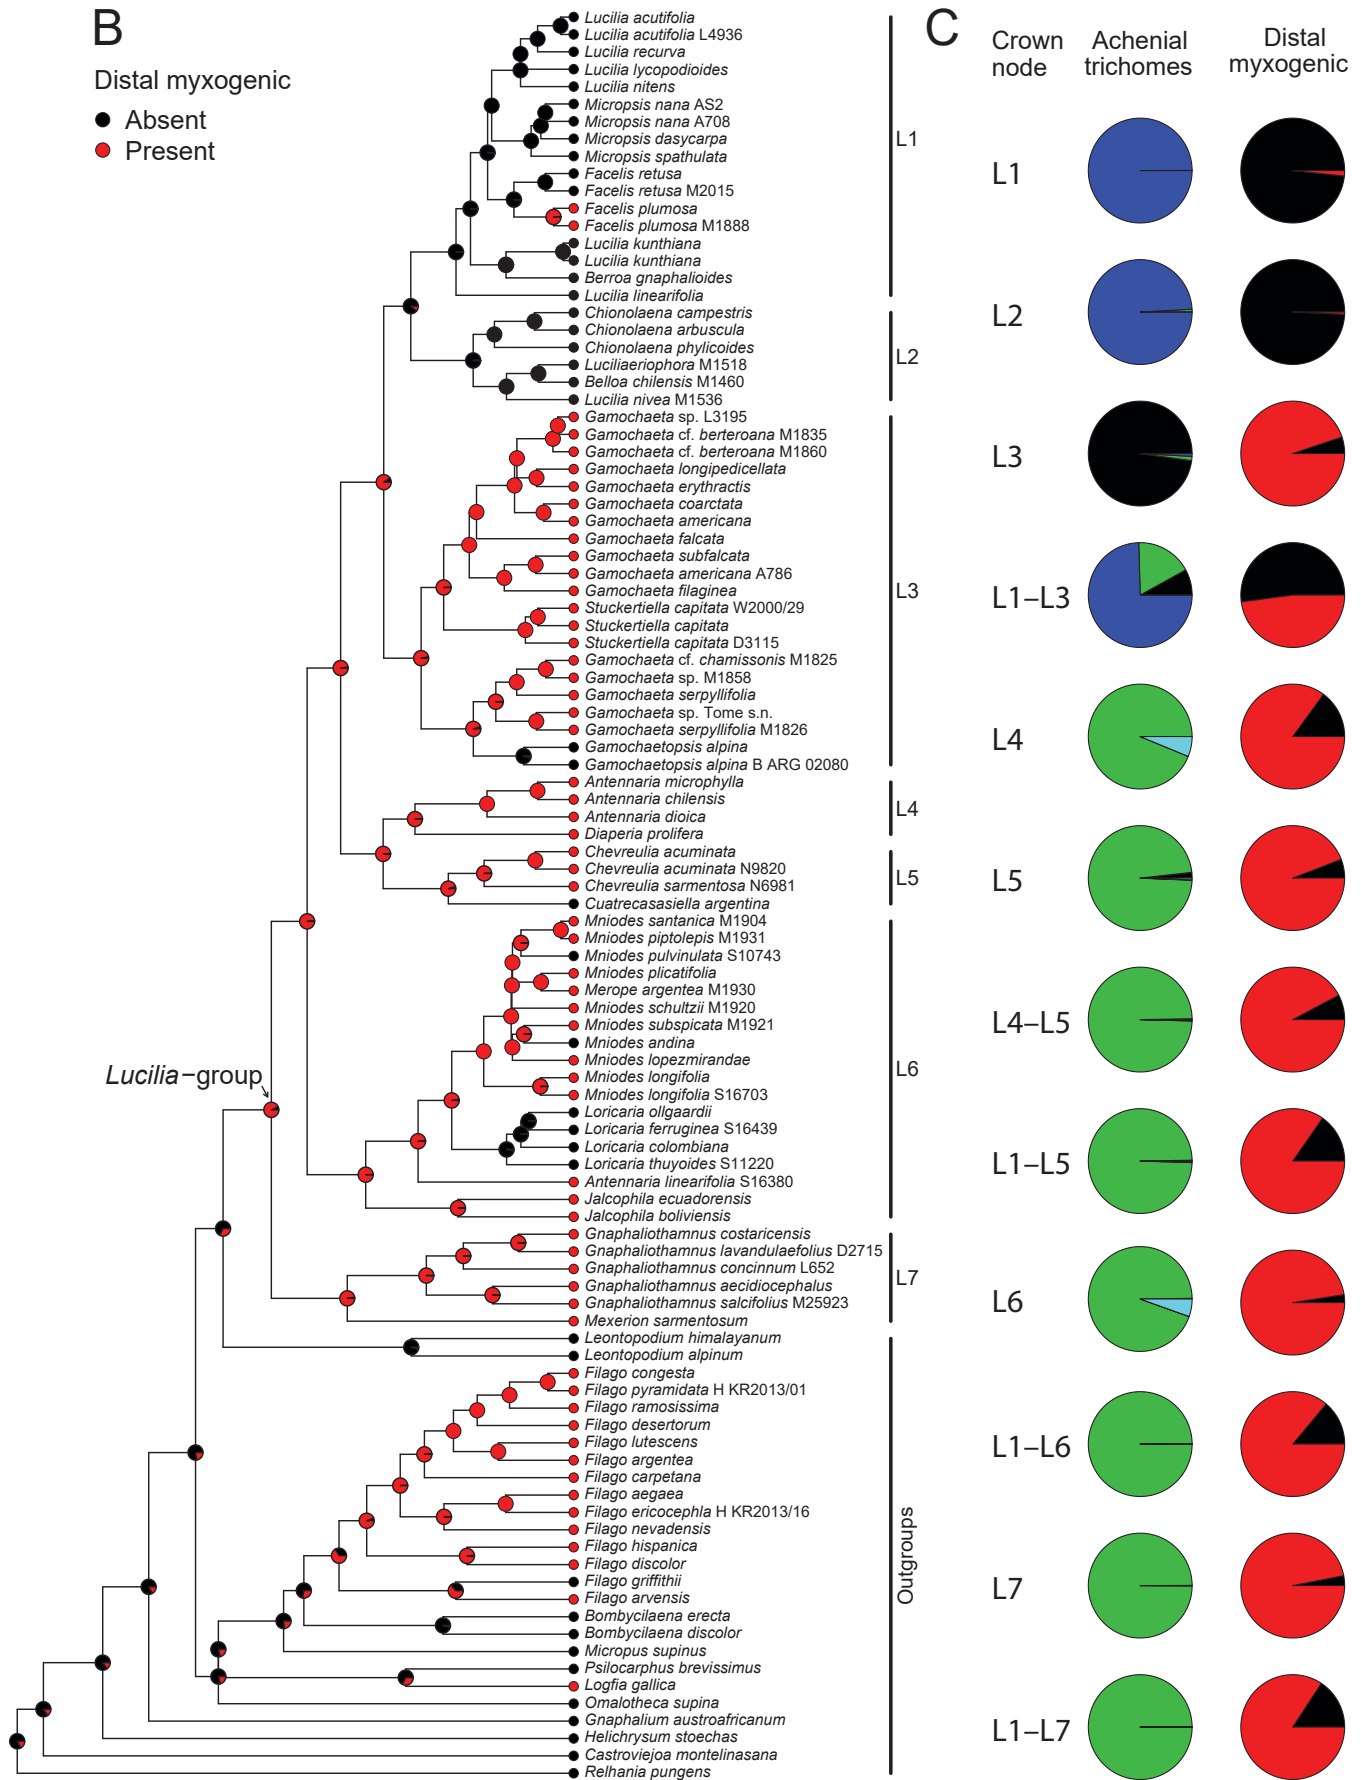 B
Distal myxogenic
Absent
Present
Lucilia acutifolia
Lucilia acutifolia L4936
Lucilia recurva
Lucilia lycopodioides
Lucilia nitens
Micropsis nana AS2
Micropsis nana A708
Micropsis dasycarpa
Micropsis spathulata
Facelis retusa
Facelis retusa M2015
Facelis plumosa
Facelis plumosa M1888
Lucilia kunthiana
Lucilia kunthiana
Berroa gnaphalioides
Lucilia linearifolia
L1
Chionolaena campestris
Chionolaena arbuscula
Chionolaena phylicoides
Luciliaeriophora M1518
Belloa chilensis M1460
Lucilia nivea M1536
L2
Gamochaeta sp. L3195
Gamochaeta cf. berteroana M1835
Gamochaeta cf. berteroana M1860
Gamochaeta longipedicellata
Gamochaeta erythractis
Gamochaeta coarctata
Gamochaeta americana
Gamochaeta falcata
Gamochaeta subfalcata
Gamochaeta americana A786
Gamochaeta filaginea
Stuckertiella capitata W2000/29
Stuckertiella capitata
Stuckertiella capitata D3115
Gamochaeta cf. chamissonis M1825
Gamochaeta sp. M1858
Gamochaeta serpyllifolia
Gamochaeta sp. Tome s.n.
Gamochaeta serpyllifolia M1826
Gamochaetopsis alpina
Gamochaetopsis alpina B ARG 02080
L3
Antennaria microphylla
Antennaria chilensis
Antennaria dioica
Diaperia prolifera
L4
Chevreulia acuminata
Chevreulia acuminata N9820
Chevreulia sarmentosa N6981
Cuatrecasasiella argentina
L5
Mniodes santanica M1904
Mniodes piptolepis M1931
Mniodes pulvinulata S10743
Mniodes plicatifolia
Merope argentea M1930
Mniodes schultzii M1920
Mniodes subspicata M1921
Mniodes andina
Mniodes lopezmirandae
Mniodes longifolia
Mniodes longifolia S16703
Loricaria ollgaardii
Loricaria ferruginea S16439
Loricaria colombiana
Loricaria thuyoides S11220
Antennaria linearifolia S16380
Jalcophila ecuadorensis
Jalcophila boliviensis
L6
Lucilia–group
Gnaphaliothamnus costaricensis
Gnaphaliothamnus lavandulaefolius D2715
Gnaphaliothamnus concinnum L652
Gnaphaliothamnus aecidiocephalus
Gnaphaliothamnus salcifolius M25923
Mexerion sarmentosum
L7
Leontopodium himalayanum
Leontopodium alpinum
Filago congesta
Filago pyramidata H KR2013/01
Filago ramosissima
Filago desertorum
Filago lutescens
Filago argentea
Filago carpetana
Filago aegaea
Filago ericocephla H KR2013/16
Filago nevadensis
Filago hispanica
Filago discolor
Filago griffithii
Filago arvensis
Bombycilaena erecta
Bombycilaena discolor
Micropus supinus
Psilocarphus brevissimus
Logfia gallica
Omalotheca supina
Gnaphalium austroafricanum
Helichrysum stoechas
Castroviejoa montelinasana
Relhania pungens
Outgroups
C
Crown node
Achenial trichomes
Distal myxogenic
L1
L2
L3
L1–L3
L4
L5
L4–L5
L1–L5
L6
L1–L6
L7
L1–L7